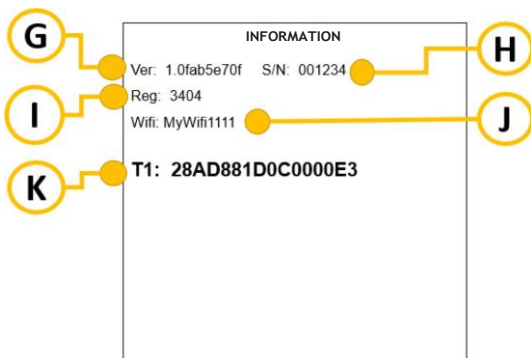 INFORMATION
G
H
Ver: 1.0fab5e70f S/N: 001234
I
Reg: 3404
Wifi: MyWifi1111
J
K
T1: 28AD881D0C0000E3